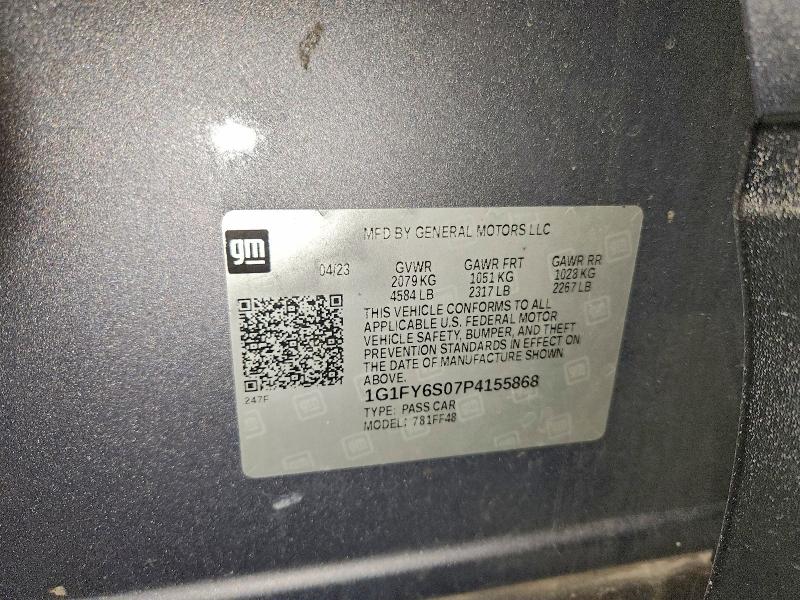 gm
MFD BY GENERAL MOTORS LLC
04/23 GVWR GAWR FRT GAWR RR
2079 KG 1051 KG 1028 KG
4584 LB 2317 LB 2267 LB
THIS VEHICLE CONFORMS TO ALL
APPLICABLE U.S. FEDERAL MOTOR
VEHICLE SAFETY, BUMPER, AND THEFT
PREVENTION STANDARDS IN EFFECT ON
THE DATE OF MANUFACTURE SHOWN
ABOVE.
247F
1G1FY6S07P4155868
TYPE: PASS CAR
MODEL: 781FF48